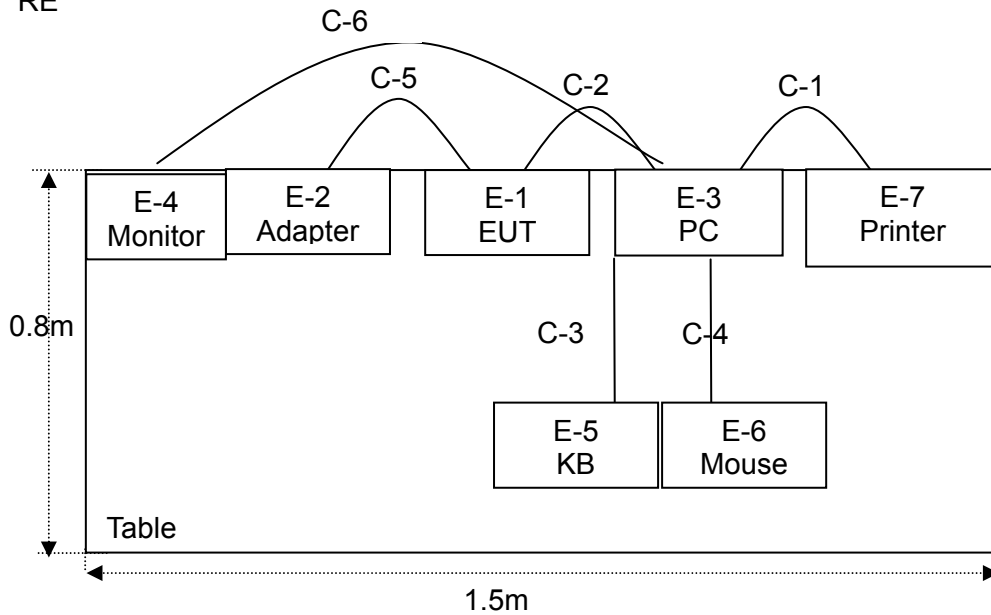 RE
C-6
C-5
C-2
C-1
E-4
Monitor
E-2
Adapter
E-1
EUT
E-3
PC
E-7
Printer
0.8m
C-3
C-4
E-5
KB
E-6
Mouse
Table
1.5m